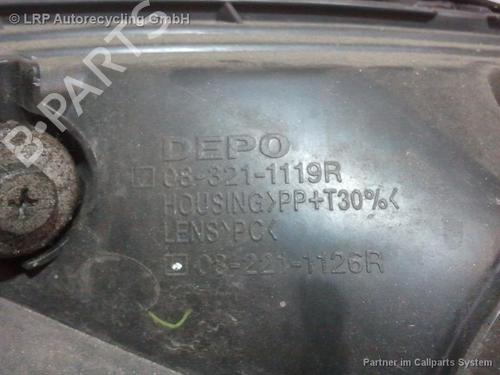 © LRP Autorecycling GmbH
B-Parts
DEPO
08-321-1119R
HOUSING>PP+T30%<
LENS>PC<
08-221-1126R
Partner im Callparts System